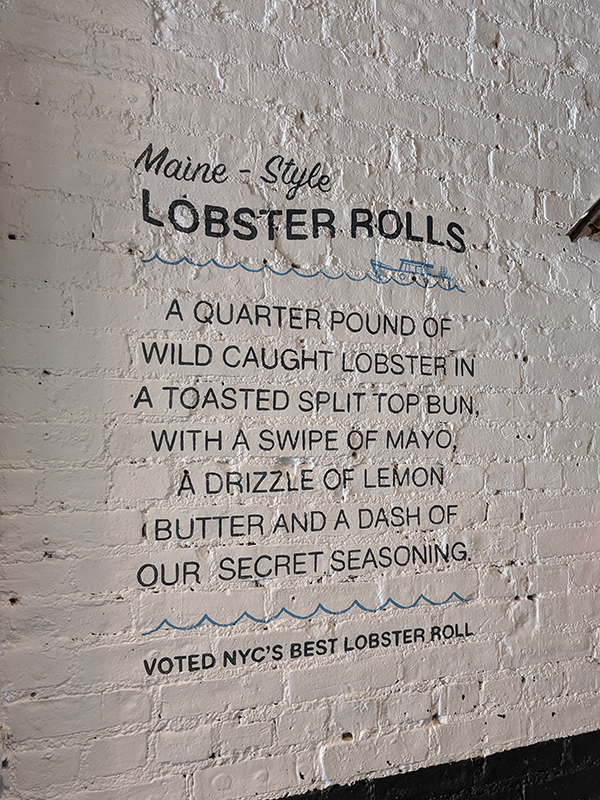 Maine - Style
LOBSTER ROLLS
A QUARTER POUND OF
WILD CAUGHT LOBSTER IN
A TOASTED SPLIT TOP BUN,
WITH A SWIPE OF MAYO,
A DRIZZLE OF LEMON
BUTTER AND A DASH OF
OUR SECRET SEASONING.
VOTED NYC'S BEST LOBSTER ROLL